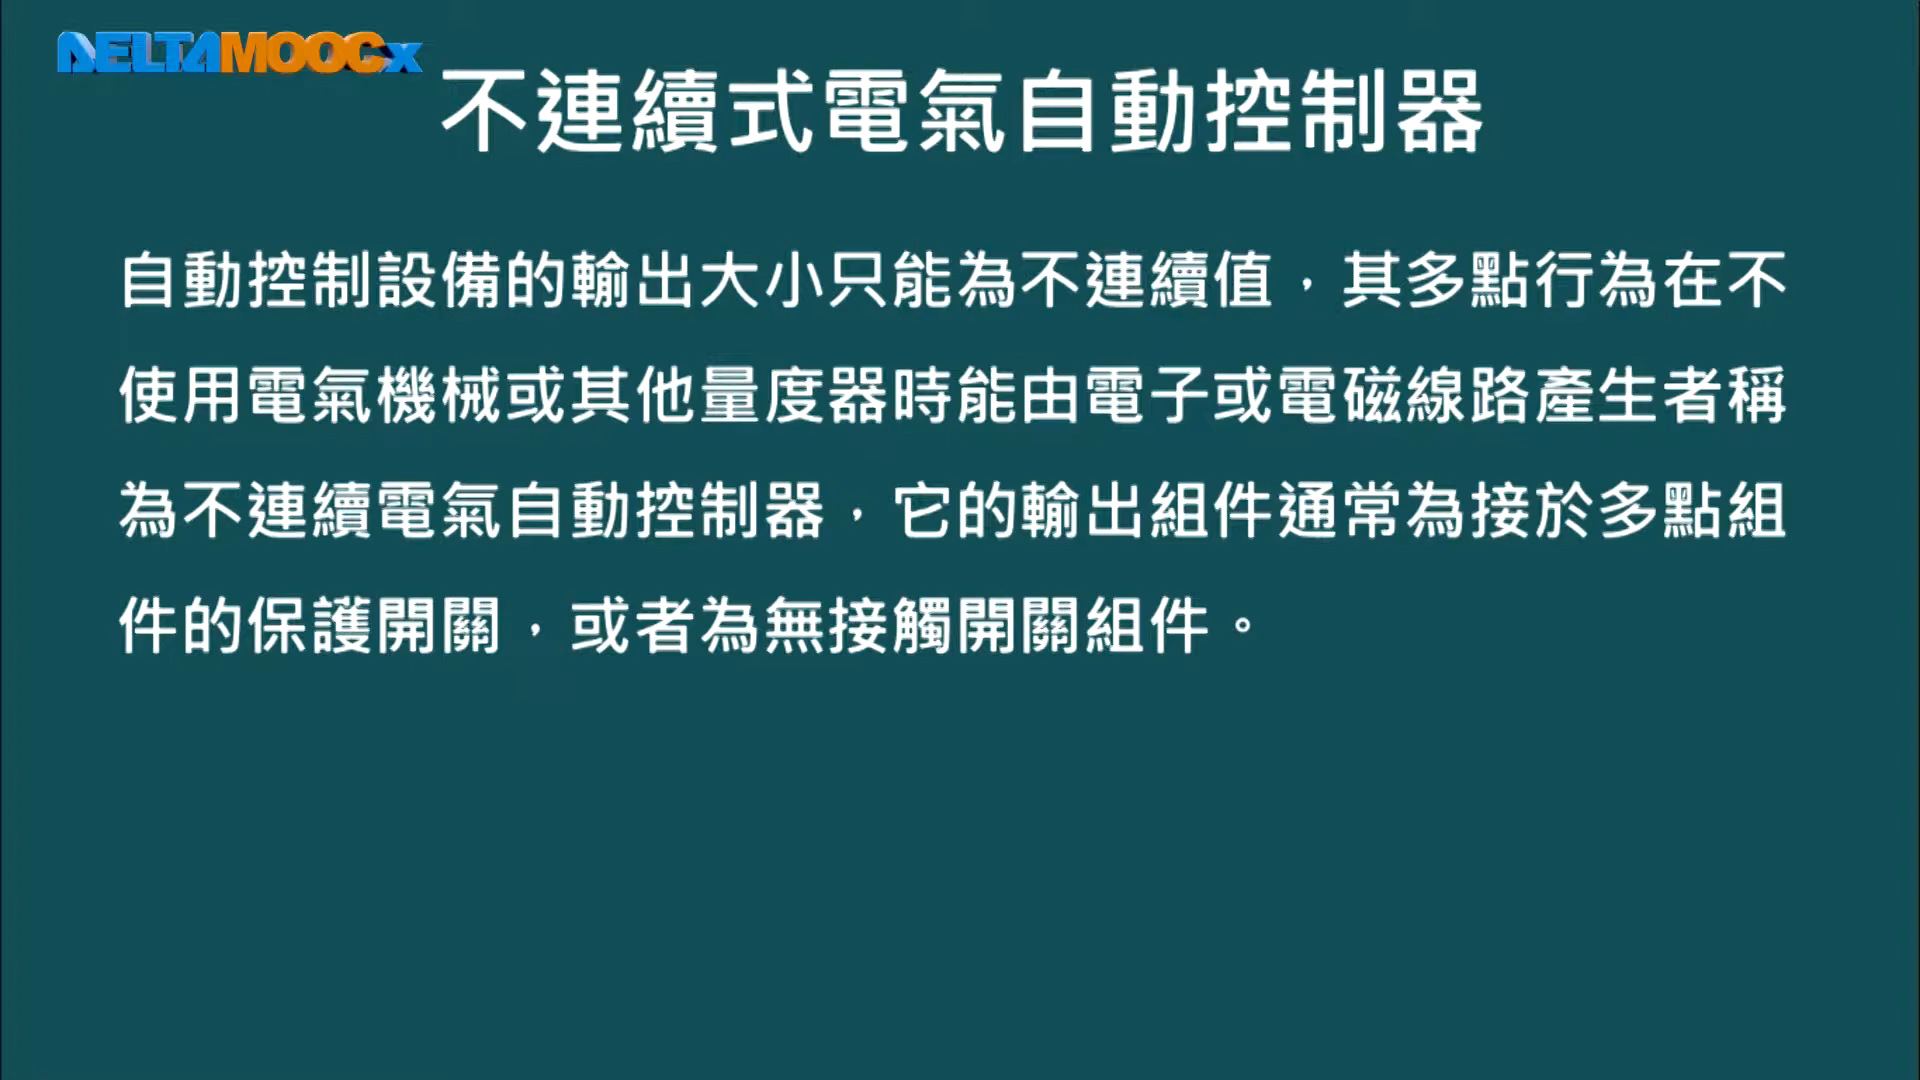 DELTAMOOCx
不連續式電氣自動控制器
自動控制設備的輸出大小只能為不連續值，其多點行為在不
使用電氣機械或其他量度器時能由電子或電磁線路產生者稱
為不連續電氣自動控制器，它的輸出組件通常為接於多點組
件的保護開關，或者為無接觸開關組件。